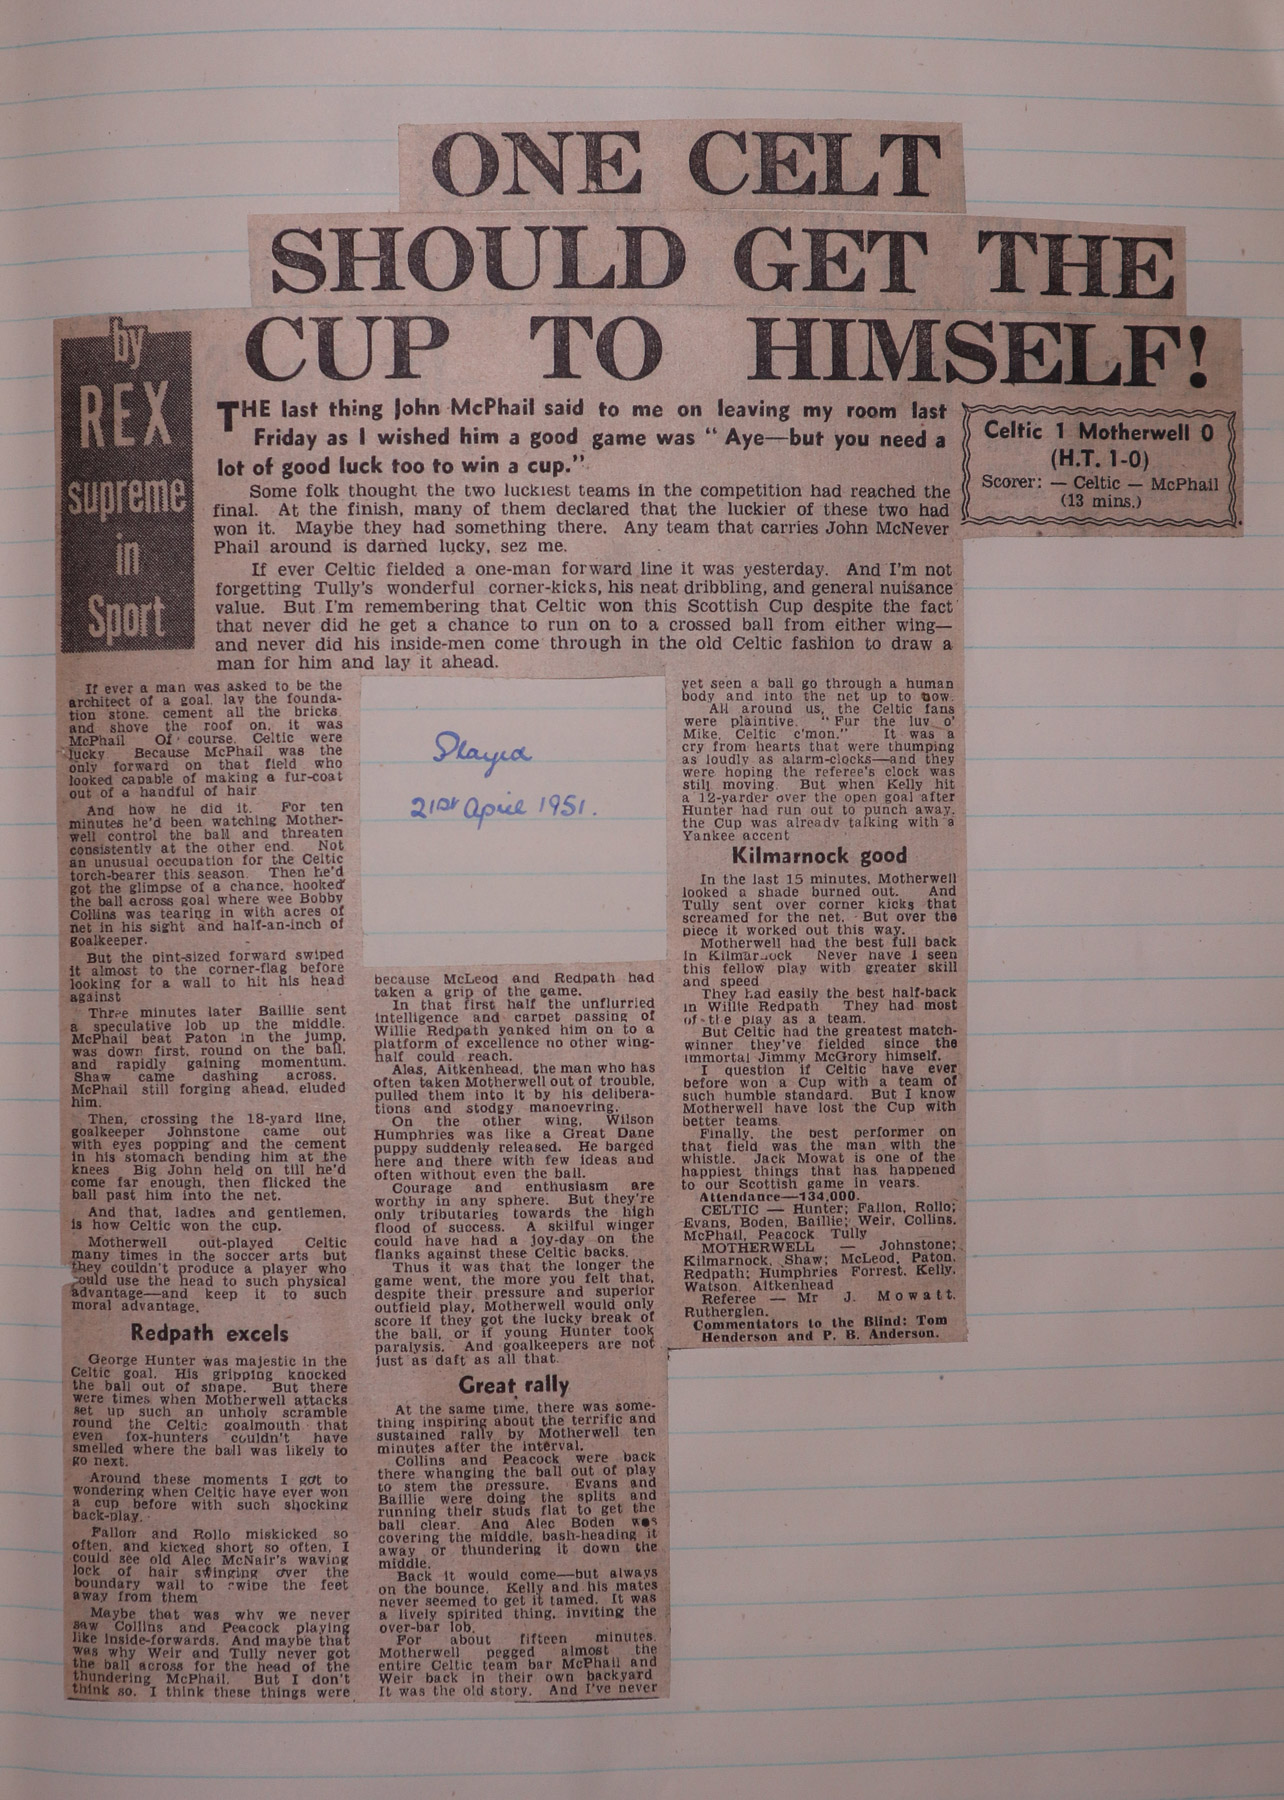 ONE CELT
SHOULD GET THE
CUP TO HIMSELF!
by
REX
supreme
in
Sport
THE last thing John McPhail said to me on leaving my room last
Friday as I wished him a good game was " Aye—but you need a
lot of good luck too to win a cup."
Some folk thought the two luckiest teams in the competition had reached the
final. At the finish, many of them declared that the luckier of these two had
won it. Maybe they had something there. Any team that carries John McNever
Phail around is darned lucky, sez me.
If ever Celtic fielded a one-man forward line it was yesterday. And I'm not
forgetting Tully's wonderful corner-kicks, his neat dribbling, and general nuisance
value. But I'm remembering that Celtic won this Scottish Cup despite the fact
that never did he get a chance to run on to a crossed ball from either wing—
and never did his inside-men come through in the old Celtic fashion to draw a
man for him and lay it ahead.
Celtic 1 Motherwell 0
(H.T. 1-0)
Scorer: — Celtic — McPhail
(13 mins.)
If ever a man was asked to be the
architect of a goal, lay the founda-
tion stone, cement all the bricks
and shove the roof on, it was
McPhail Of course, Celtic were
lucky Because McPhail was the
only forward on that field who
looked capable of making a fur-coat
out of a handful of hair
And how he did it. For ten
minutes he'd been watching Mother-
well control the ball and threaten
consistently at the other end. Not
an unusual occupation for the Celtic
torch-bearer this season. Then he'd
got the glimpse of a chance, hooked
the ball across goal where wee Bobby
Collins was tearing in with acres of
net in his sight and half-an-inch of
goalkeeper.
But the pint-sized forward swiped
it almost to the corner-flag before
looking for a wall to hit his head
against
Three minutes later Baillie sent
a speculative lob up the middle.
McPhail beat Paton in the jump,
was down first, round on the ball,
and rapidly gaining momentum.
Shaw came dashing across.
McPhail still forging ahead, eluded
him.
Then, crossing the 18-yard line,
goalkeeper Johnstone came out
with eyes popping and the cement
in his stomach bending him at the
knees Big John held on till he'd
come far enough, then flicked the
ball past him into the net.
And that, ladies and gentlemen,
is how Celtic won the cup.
Motherwell out-played Celtic
many times in the soccer arts but
they couldn't produce a player who
could use the head to such physical
advantage—and keep it to such
moral advantage.
Redpath excels
George Hunter was majestic in the
Celtic goal. His gripping knocked
the ball out of shape. But there
were times when Motherwell attacks
set up such an unholy scramble
round the Celtic goalmouth that
even fox-hunters couldn't have
smelled where the ball was likely to
go next.
Around these moments I got to
wondering when Celtic have ever won
a cup before with such shocking
back-play.
Fallon and Rollo miskicked so
often, and kicked short so often, I
could see old Alec McNair's waving
lock of hair swinging over the
boundary wall to swipe the feet
away from them
Maybe that was why we never
saw Collins and Peacock playing
like inside-forwards. And maybe that
was why Weir and Tully never got
the ball across for the head of the
thundering McPhail. But I don't
think so. I think these things were
Played
21st April 1951.
because McLeod and Redpath had
taken a grip of the game.
In that first half the unflurried
intelligence and carpet passing of
Willie Redpath yanked him on to a
platform of excellence no other wing-
half could reach.
Alas, Aitkenhead, the man who has
often taken Motherwell out of trouble,
pulled them into it by his delibera-
tions and stodgy manoevring.
On the other wing, Wilson
Humphries was like a Great Dane
puppy suddenly released. He barged
here and there with few ideas and
often without even the ball.
Courage and enthusiasm are
worthy in any sphere. But they're
only tributaries towards the high
flood of success. A skilful winger
could have had a joy-day on the
flanks against these Celtic backs.
Thus it was that the longer the
game went, the more you felt that,
despite their pressure and superior
outfield play, Motherwell would only
score if they got the lucky break of
the ball, or if young Hunter took
paralysis. And goalkeepers are not
just as daft as all that.
Great rally
At the same time, there was some-
thing inspiring about the terrific and
sustained rally by Motherwell ten
minutes after the interval.
Collins and Peacock were back
there whanging the ball out of play
to stem the pressure. Evans and
Baillie were doing the splits and
running their studs flat to get the
ball clear. And Alec Boden was
covering the middle, bash-heading it
away or thundering it down the
middle.
Back it would come—but always
on the bounce. Kelly and his mates
never seemed to get it tamed. It was
a lively spirited thing, inviting the
over-bar lob.
For about fifteen minutes,
Motherwell pegged almost the
entire Celtic team bar McPhail and
Weir back in their own backyard
It was the old story. And I've never
yet seen a ball go through a human
body and into the net up to now.
All around us, the Celtic fans
were plaintive. "Fur the luv o'
Mike, Celtic c'mon." It was a
cry from hearts that were thumping
as loudly as alarm-clocks—and they
were hoping the referee's clock was
still moving. But when Kelly hit
a 12-yarder over the open goal after
Hunter had run out to punch away,
the Cup was already talking with a
Yankee accent
Kilmarnock good
In the last 15 minutes, Motherwell
looked a shade burned out. And
Tully sent over corner kicks that
screamed for the net. But over the
piece it worked out this way.
Motherwell had the best full back
in Kilmarnock Never have I seen
this fellow play with greater skill
and speed
They had easily the best half-back
in Willie Redpath They had most
of the play as a team.
But Celtic had the greatest match-
winner they've fielded since the
immortal Jimmy McGrory himself.
I question if Celtic have ever
before won a Cup with a team of
such humble standard. But I know
Motherwell have lost the Cup with
better teams.
Finally, the best performer on
that field was the man with the
whistle. Jack Mowat is one of the
happiest things that has happened
to our Scottish game in years.
Attendance—134,000.
CELTIC — Hunter; Fallon, Rollo;
Evans, Boden, Baillie; Weir, Collins,
McPhail, Peacock Tully
MOTHERWELL — Johnstone;
Kilmarnock, Shaw; McLeod, Paton,
Redpath; Humphries Forrest, Kelly,
Watson, Aitkenhead
Referee — Mr J. Mowatt,
Rutherglen.
Commentators to the Blind: Tom
Henderson and P. B. Anderson.